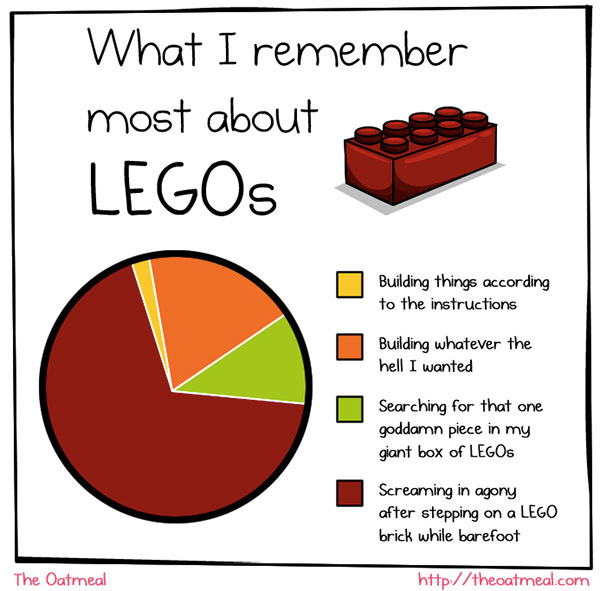 What I remember
most about
LEGOs
Building things according
to the instructions
Building whatever the
hell I wanted
Searching for that one
goddamn piece in my
giant box of LEGOs
Screaming in agony
after stepping on a LEGO
brick while barefoot
The Oatmeal
http://theoatmeal.com